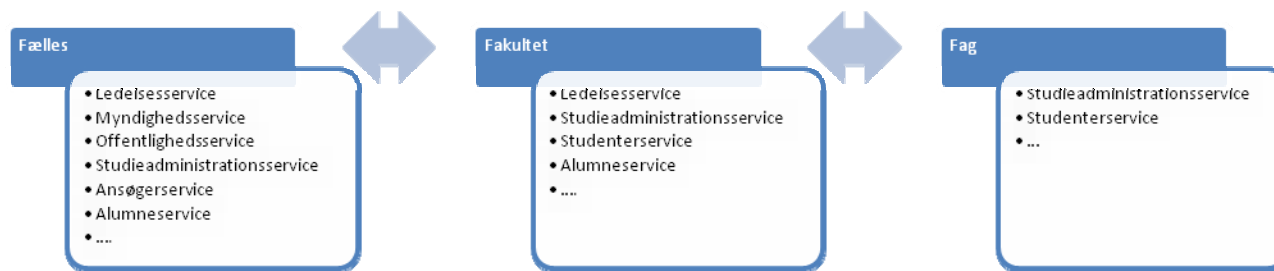 Fælles
• Ledelsesservice
• Myndighedsservice
• Offentlighedsservice
• Studieadministrationsservice
• Ansøgerservice
• Alumneservice
• ....
Fakultet
• Ledelsesservice
• Studieadministrationsservice
• Studenterservice
• Alumneservice
• ....
Fag
• Studieadministrationsservice
• Studenterservice
• ...